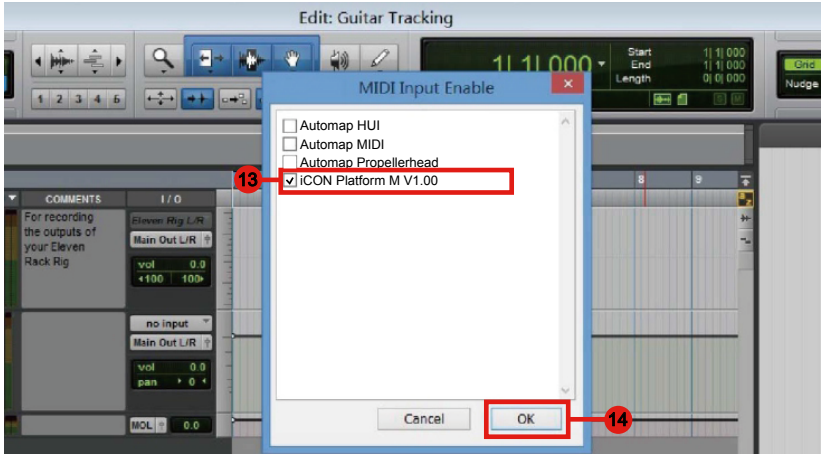 Edit: Guitar Tracking
1| 1| 000
Start 1| 1| 000
End 1| 1| 000
Length 0| 0| 000
Grid
Nudge
1 2 3 4 5
MIDI Input Enable
Automap HUI
Automap MIDI
Automap Propellerhead
13
iCON Platform M V1.00
8 9
COMMENTS I / O
For recording
the outputs of
your Eleven
Rack Rig
Eleven Rig L/R
Main Out L/R
vol 0.0
100 100
no input
Main Out L/R
vol 0.0
pan 0
MOL 0.0
Cancel OK
14